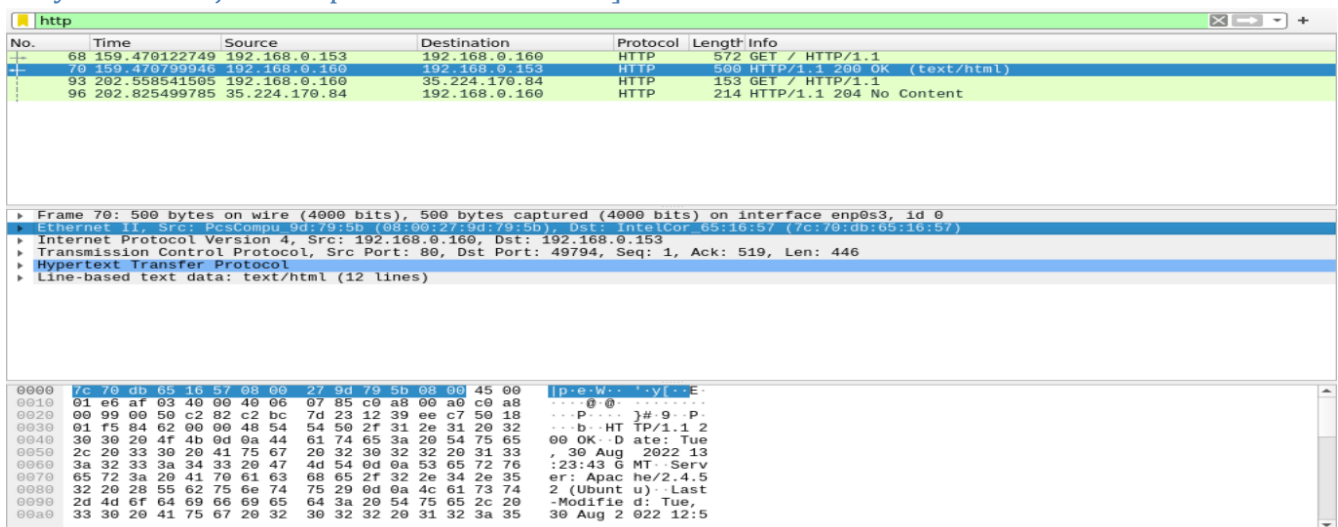 http
No. Time Source Destination Protocol Length Info
68 159.470122749 192.168.0.153 192.168.0.160 HTTP 572 GET / HTTP/1.1
70 159.470799946 192.168.0.160 192.168.0.153 HTTP 500 HTTP/1.1 200 OK (text/html)
93 202.558541505 192.168.0.160 35.224.170.84 HTTP 153 GET / HTTP/1.1
96 202.825499785 35.224.170.84 192.168.0.160 HTTP 214 HTTP/1.1 204 No Content
Frame 70: 500 bytes on wire (4000 bits), 500 bytes captured (4000 bits) on interface enp0s3, id 0
Ethernet II, Src: PcsCompu_9d:79:5b (08:00:27:9d:79:5b), Dst: IntelCor_65:16:57 (7c:70:db:65:16:57)
Internet Protocol Version 4, Src: 192.168.0.160, Dst: 192.168.0.153
Transmission Control Protocol, Src Port: 80, Dst Port: 49794, Seq: 1, Ack: 519, Len: 446
Hypertext Transfer Protocol
Line-based text data: text/html (12 lines)
0000 7c 70 db 65 16 57 08 00 27 9d 79 5b 08 00 45 00 |p·e·W·· '·y[··E·
0010 01 e6 af 03 40 00 40 06 07 85 c0 a8 00 a0 c0 a8 ····@·@· ········
0020 00 99 00 50 c2 82 c2 bc 7d 23 12 39 ee c7 50 18 ···P···· }#·9··P·
0030 01 f5 84 62 00 00 48 54 54 50 2f 31 2e 31 20 32 ···b··HT TP/1.1 2
0040 30 30 20 4f 4b 0d 0a 44 61 74 65 3a 20 54 75 65 00 OK··D ate: Tue
0050 2c 20 33 30 20 41 75 67 20 32 30 32 32 20 31 33 , 30 Aug 2022 13
0060 3a 32 33 3a 34 33 20 47 4d 54 0d 0a 53 65 72 76 :23:43 G MT··Serv
0070 65 72 3a 20 41 70 61 63 68 65 2f 32 2e 34 2e 35 er: Apac he/2.4.5
0080 32 20 28 55 62 75 6e 74 75 29 0d 0a 4c 61 73 74 2 (Ubunt u)··Last
0090 2d 4d 6f 64 69 66 69 65 64 3a 20 54 75 65 2c 20 -Modifie d: Tue,
00a0 33 30 20 41 75 67 20 32 30 32 32 20 31 32 3a 35 30 Aug 2 022 12:5